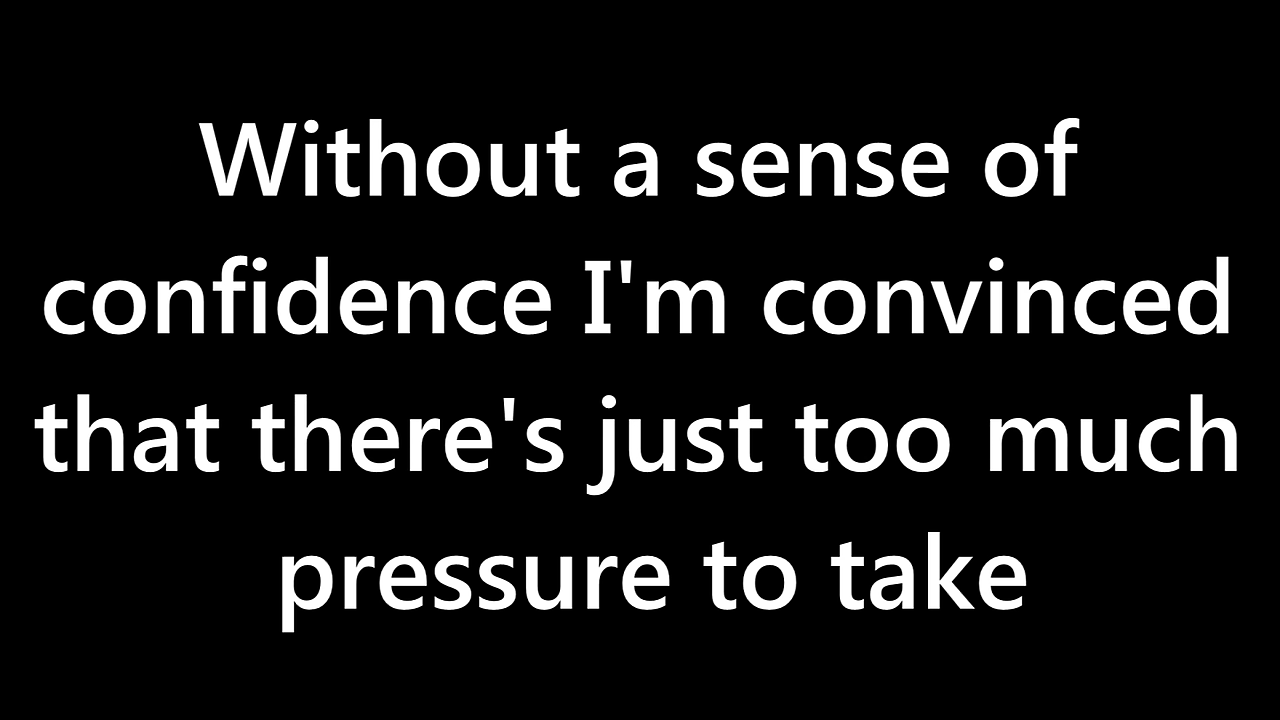 Without a sense of
confidence I'm convinced
that there's just too much
pressure to take